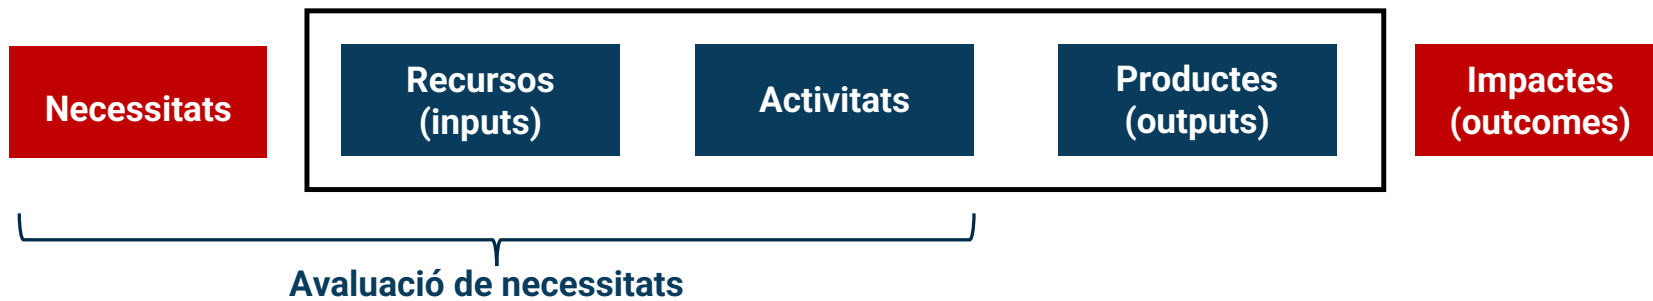 Necessitats
Recursos
(inputs)
Activitats
Productes
(outputs)
Impactes
(outcomes)
Avaluació de necessitats